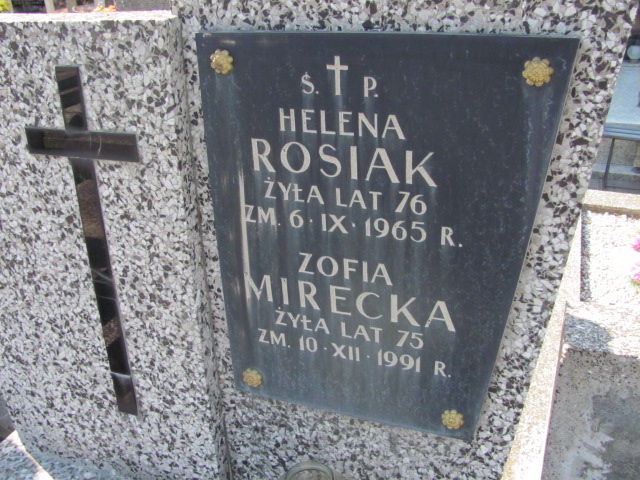 Ś. P.
HELENA
ROSIAK
ŻYŁA LAT 76
ZM. 6·IX·1965 R.
ZOFIA
MIRECKA
ŻYŁA LAT 75
ZM. 10·XII·1991 R.